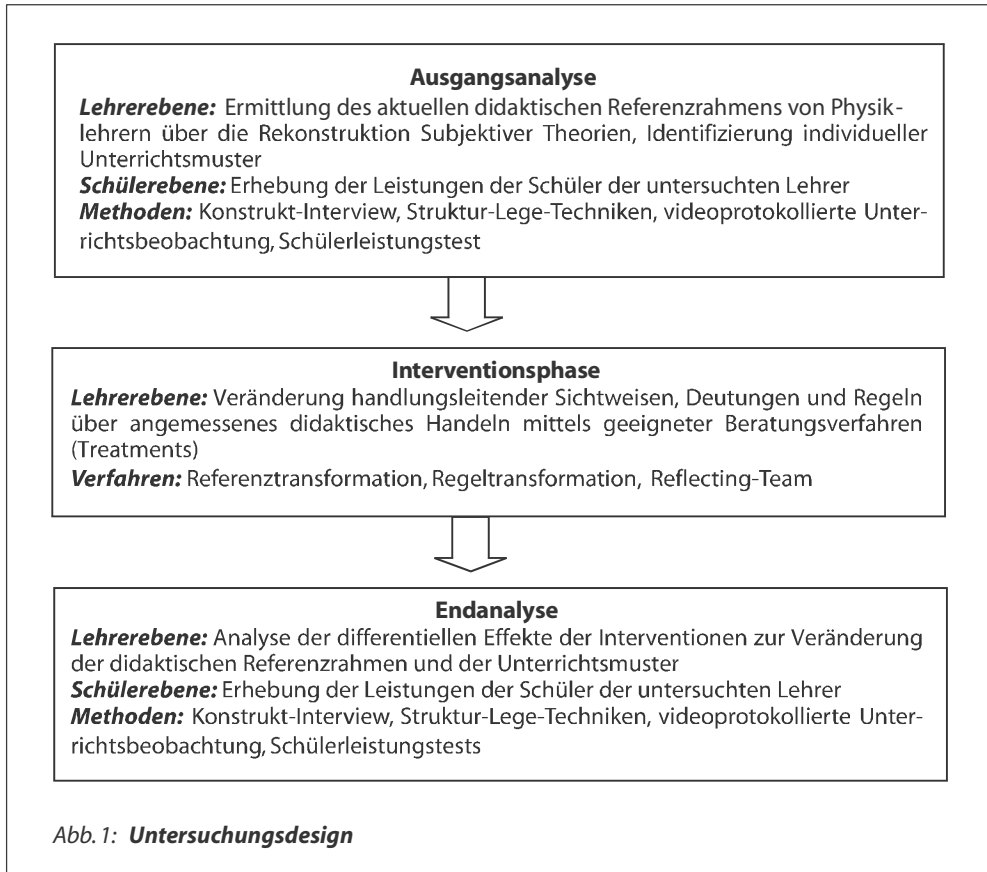 Ausgangsanalyse
Lehrerebene: Ermittlung des aktuellen didaktischen Referenzrahmens von Physik-
lehrern über die Rekonstruktion Subjektiver Theorien, Identifizierung individueller
Unterrichtsmuster
Schülerebene: Erhebung der Leistungen der Schüler der untersuchten Lehrer
Methoden: Konstrukt-Interview, Struktur-Lege-Techniken, videoprotokollierte Unter-
richtsbeobachtung, Schülerleistungstest
Interventionsphase
Lehrerebene: Veränderung handlungsleitender Sichtweisen, Deutungen und Regeln
über angemessenes didaktisches Handeln mittels geeigneter Beratungsverfahren
(Treatments)
Verfahren: Referenztransformation, Regeltransformation, Reflecting-Team
Endanalyse
Lehrerebene: Analyse der differentiellen Effekte der Interventionen zur Veränderung
der didaktischen Referenzrahmen und der Unterrichtsmuster
Schülerebene: Erhebung der Leistungen der Schüler der untersuchten Lehrer
Methoden: Konstrukt-Interview, Struktur-Lege-Techniken, videoprotokollierte Unter-
richtsbeobachtung, Schülerleistungstests
Abb. 1: Untersuchungsdesign